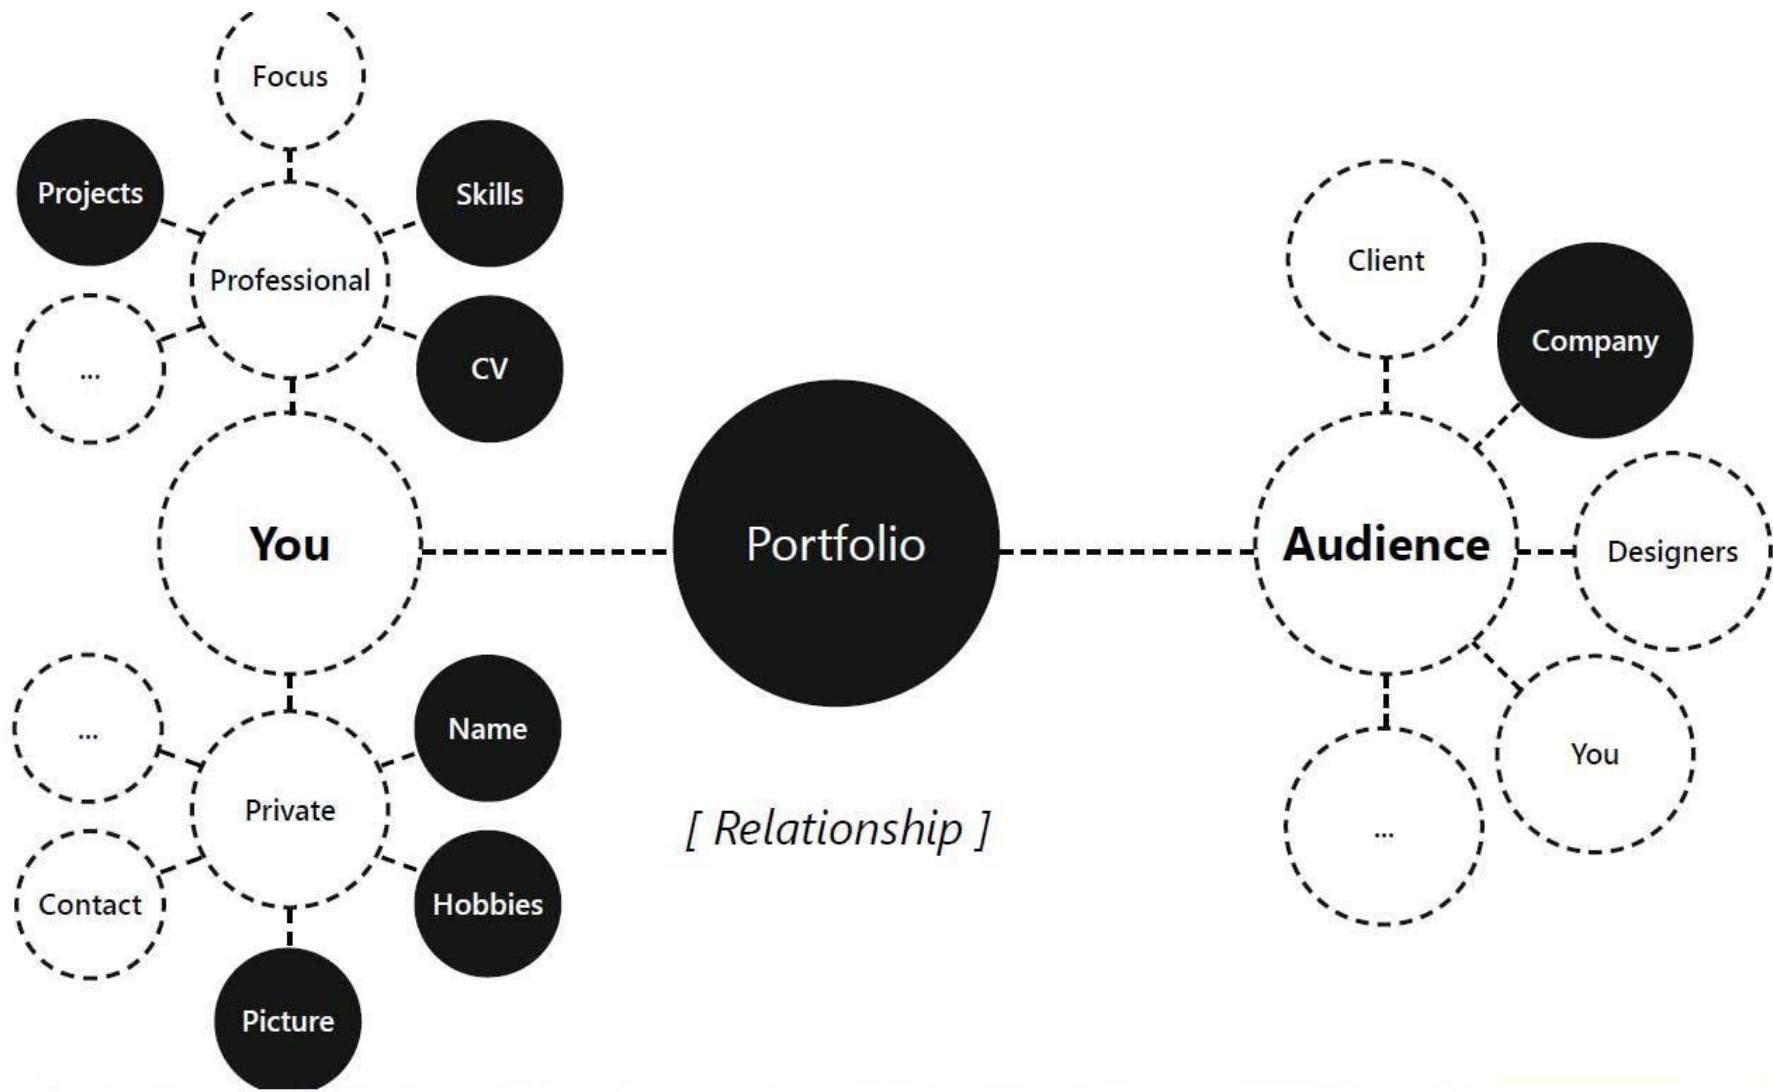 Focus
Projects
Skills
Professional
...
CV
You
Portfolio
[ Relationship ]
...
Name
Private
Contact
Hobbies
Picture
Client
Company
Audience
Designers
You
...